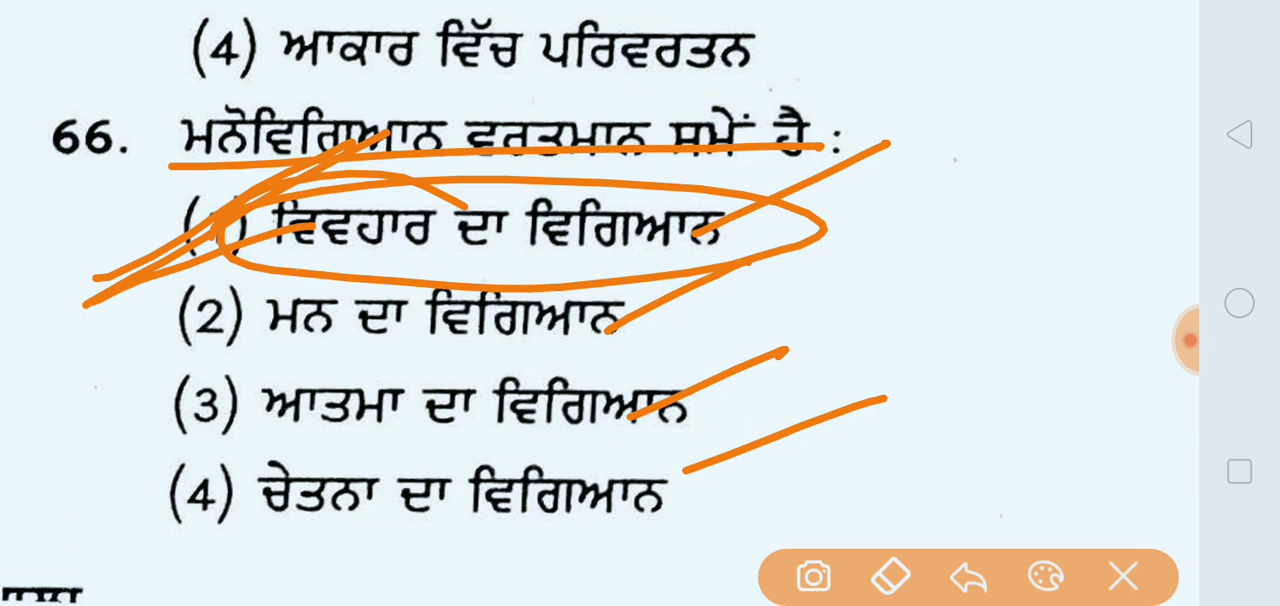 (4) ਆਕਾਰ ਵਿੱਚ ਪਰਿਵਰਤਨ
66. ਮਨੋਵਿਗਿਆਨ ਵਰਤਮਾਨ ਸਮੇਂ ਹੈ :
(1) ਵਿਵਹਾਰ ਦਾ ਵਿਗਿਆਨ
(2) ਮਨ ਦਾ ਵਿਗਿਆਨ
(3) ਆਤਮਾ ਦਾ ਵਿਗਿਆਨ
(4) ਚੇਤਨਾ ਦਾ ਵਿਗਿਆਨ